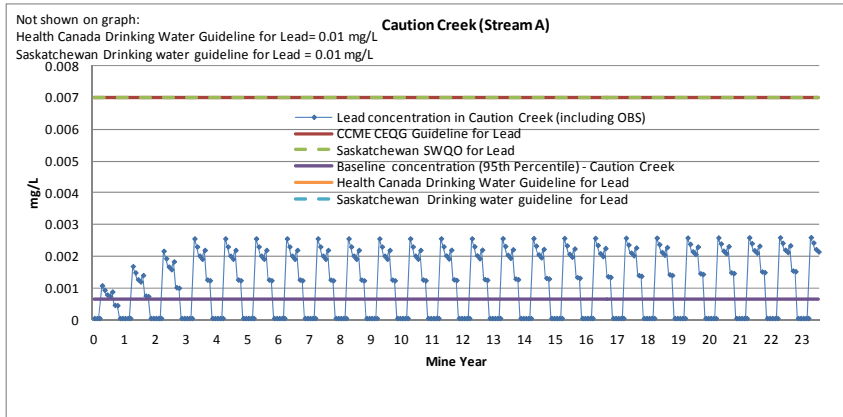 Not shown on graph:
Health Canada Drinking Water Guideline for Lead= 0.01 mg/L
Saskatchewan Drinking water guideline for Lead = 0.01 mg/L
Caution Creek (Stream A)
0.008
0.007
0.006
0.005
0.004
0.003
0.002
0.001
0
mg/L
Lead concentration in Caution Creek (including OBS)
CCME CEQG Guideline for Lead
Saskatchewan SWQO for Lead
Baseline concentration (95th Percentile) - Caution Creek
Health Canada Drinking Water Guideline for Lead
Saskatchewan Drinking water guideline for Lead
0 1 2 3 4 5 6 7 8 9 10 11 12 13 14 15 16 17 18 19 20 21 22 23
Mine Year